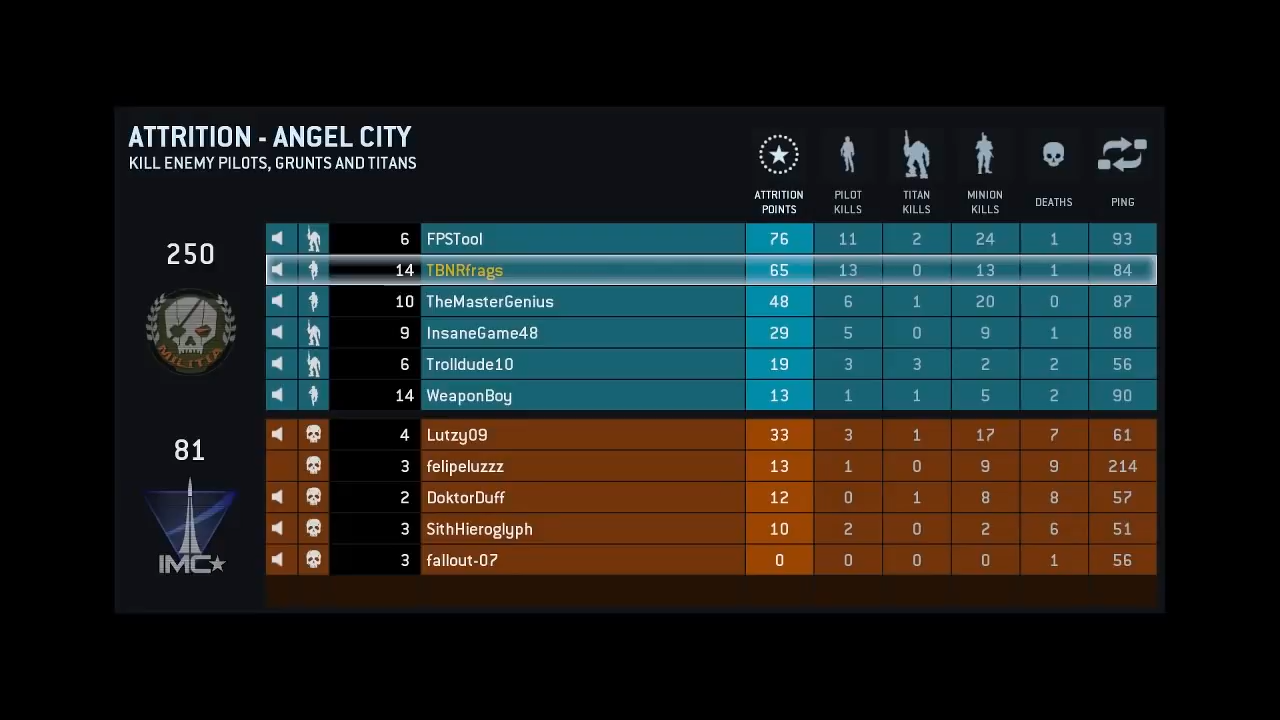 ATTRITION - ANGEL CITY
KILL ENEMY PILOTS, GRUNTS AND TITANS
ATTRITION POINTS PILOT KILLS TITAN KILLS MINION KILLS DEATHS PING
250
MILITIA
6 FPSTool 76 11 2 24 1 93
14 TBNRfrags 65 13 0 13 1 84
10 TheMasterGenius 48 6 1 20 0 87
9 InsaneGame48 29 5 0 9 1 88
6 Trolldude10 19 3 3 2 2 56
14 WeaponBoy 13 1 1 5 2 90
81
IMC
4 Lutzy09 33 3 1 17 7 61
3 felipeluzzz 13 1 0 9 9 214
2 DoktorDuff 12 0 1 8 8 57
3 SithHieroglyph 10 2 0 2 6 51
3 fallout-07 0 0 0 0 1 56